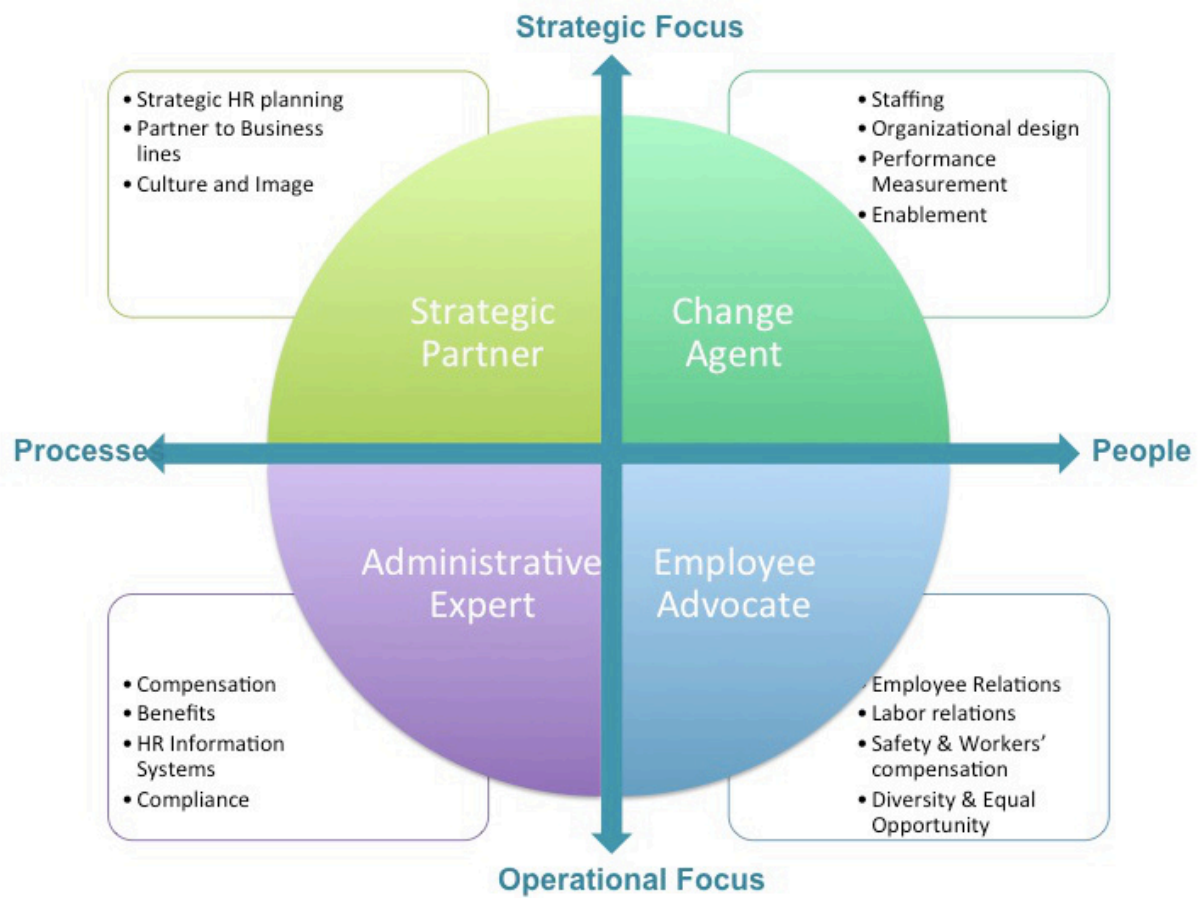 Strategic Focus
• Strategic HR planning
• Partner to Business
lines
• Culture and Image
• Staffing
• Organizational design
• Performance
Measurement
• Enablement
Strategic
Partner
Change
Agent
Processes
People
Administrative
Expert
Employee
Advocate
• Compensation
• Benefits
• HR Information
Systems
• Compliance
• Employee Relations
• Labor relations
• Safety & Workers’
compensation
• Diversity & Equal
Opportunity
Operational Focus